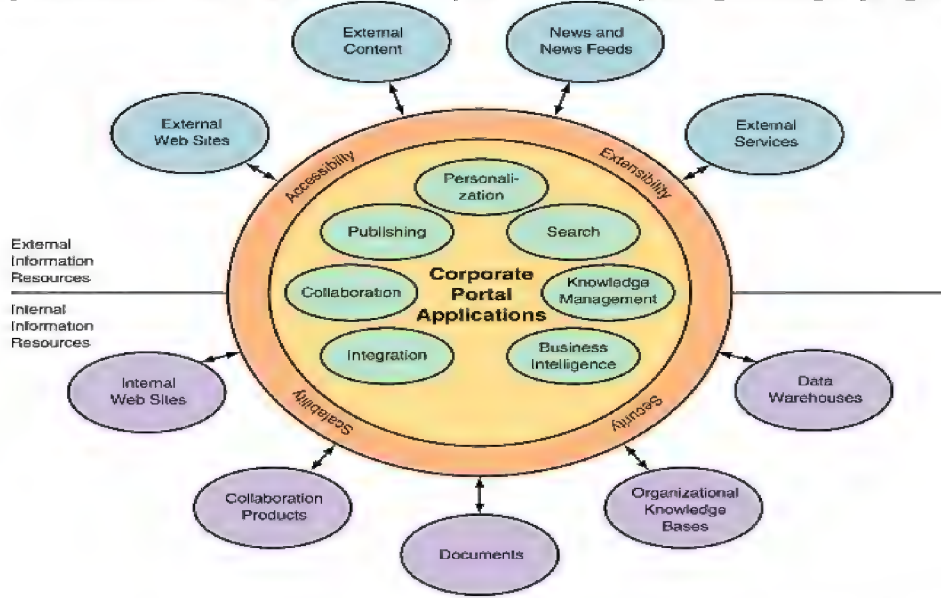 External
Content
News and
News Feeds
External
Web Sites
External
Services
Accessibility
Extensibility
Personali-
zation
Publishing
Search
External
Information
Resources
Collaboration
Corporate
Portal
Applications
Knowledge
Management
Internal
Information
Resources
Integration
Business
Intelligence
Internal
Web Sites
Data
Warehouses
Scalability
Security
Collaboration
Products
Organizational
Knowledge
Bases
Documents